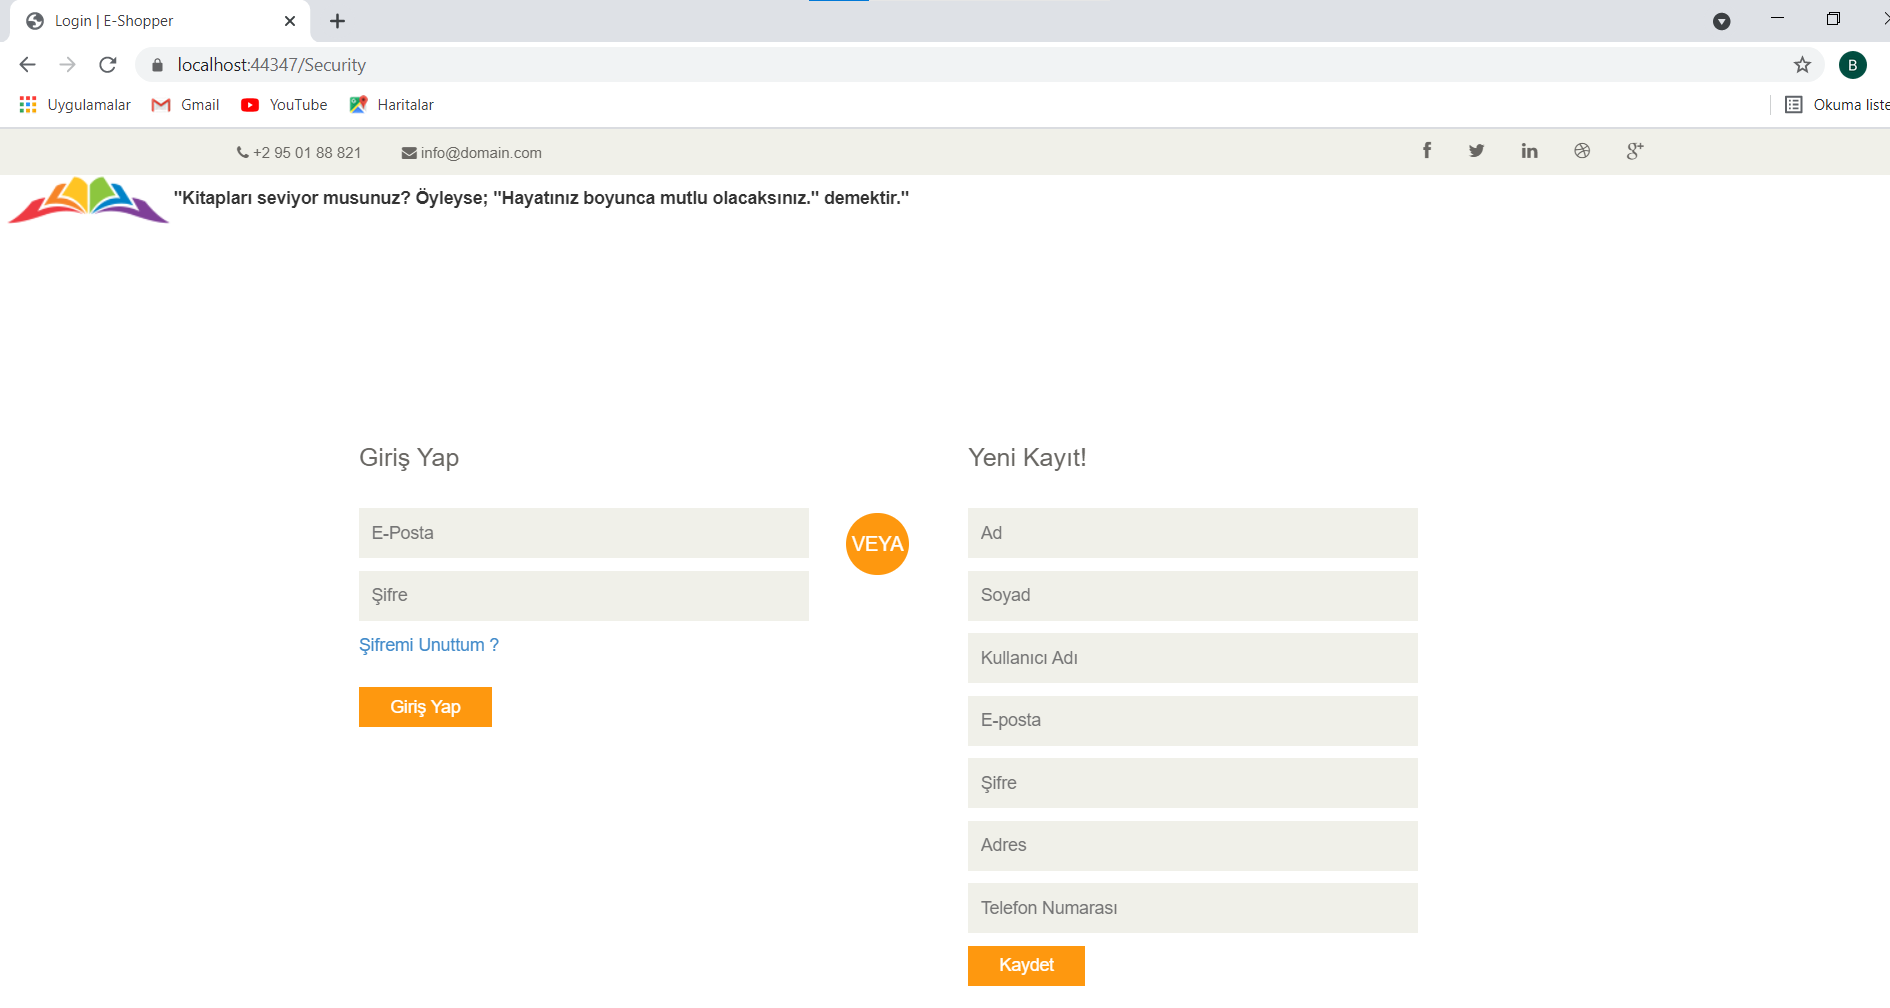 Login | E-Shopper
localhost:44347/Security
B
Uygulamalar Gmail YouTube Haritalar Okuma liste
+2 95 01 88 821 info@domain.com
"Kitapları seviyor musunuz? Öyleyse; "Hayatınız boyunca mutlu olacaksınız." demektir."
Giriş Yap
E-Posta
Şifre
Şifremi Unuttum ?
Giriş Yap
VEYA
Yeni Kayıt!
Ad
Soyad
Kullanıcı Adı
E-posta
Şifre
Adres
Telefon Numarası
Kaydet